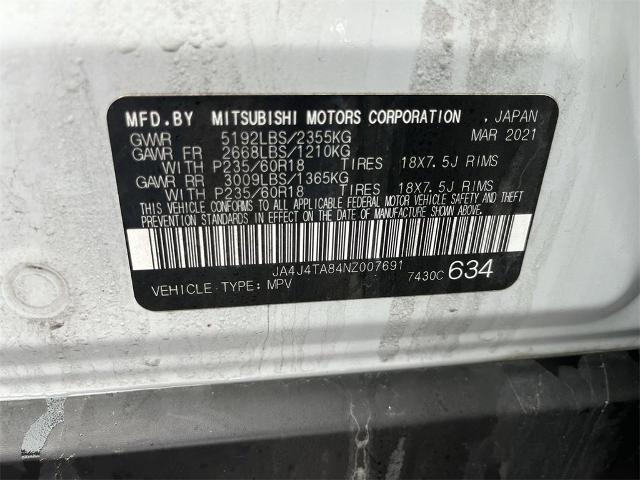 MFD.BY MITSUBISHI MOTORS CORPORATION , JAPAN
GVWR 5192LBS/2355KG MAR 2021
GAWR FR 2668LBS/1210KG
WITH P235/60R18 TIRES 18X7.5J RIMS
GAWR RR 3009LBS/1365KG
WITH P235/60R18 TIRES 18X7.5J RIMS
THIS VEHICLE CONFORMS TO ALL APPLICABLE FEDERAL MOTOR VEHICLE SAFETY AND THEFT
PREVENTION STANDARDS IN EFFECT ON THE DATE OF MANUFACTURE SHOWN ABOVE.
JA4J4TA84NZ007691
VEHICLE TYPE: MPV 7430C 634